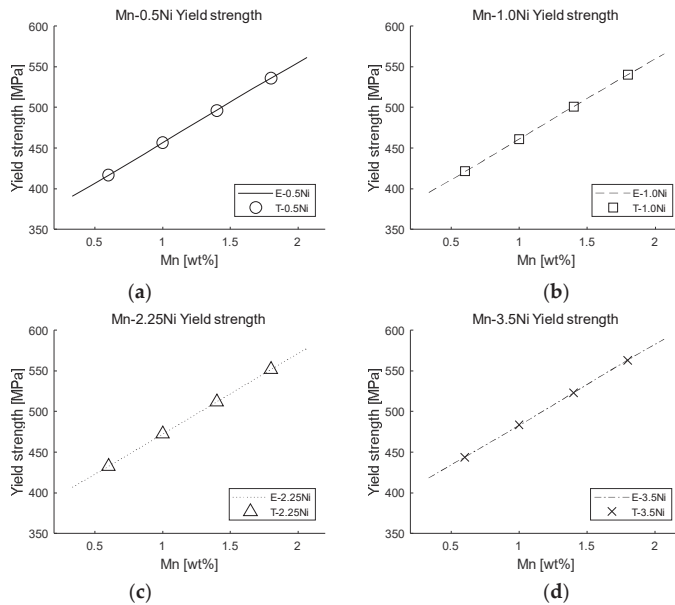 Mn-0.5Ni Yield strength
600
550
500
450
400
350
Yield strength [MPa]
0.5 1 1.5 2
Mn [wt%]
E-0.5Ni
T-0.5Ni
(a)
Mn-1.0Ni Yield strength
600
550
500
450
400
350
Yield strength [MPa]
0.5 1 1.5 2
Mn [wt%]
E-1.0Ni
T-1.0Ni
(b)
Mn-2.25Ni Yield strength
600
550
500
450
400
350
Yield strength [MPa]
0.5 1 1.5 2
Mn [wt%]
E-2.25Ni
T-2.25Ni
(c)
Mn-3.5Ni Yield strength
600
550
500
450
400
350
Yield strength [MPa]
0.5 1 1.5 2
Mn [wt%]
E-3.5Ni
T-3.5Ni
(d)